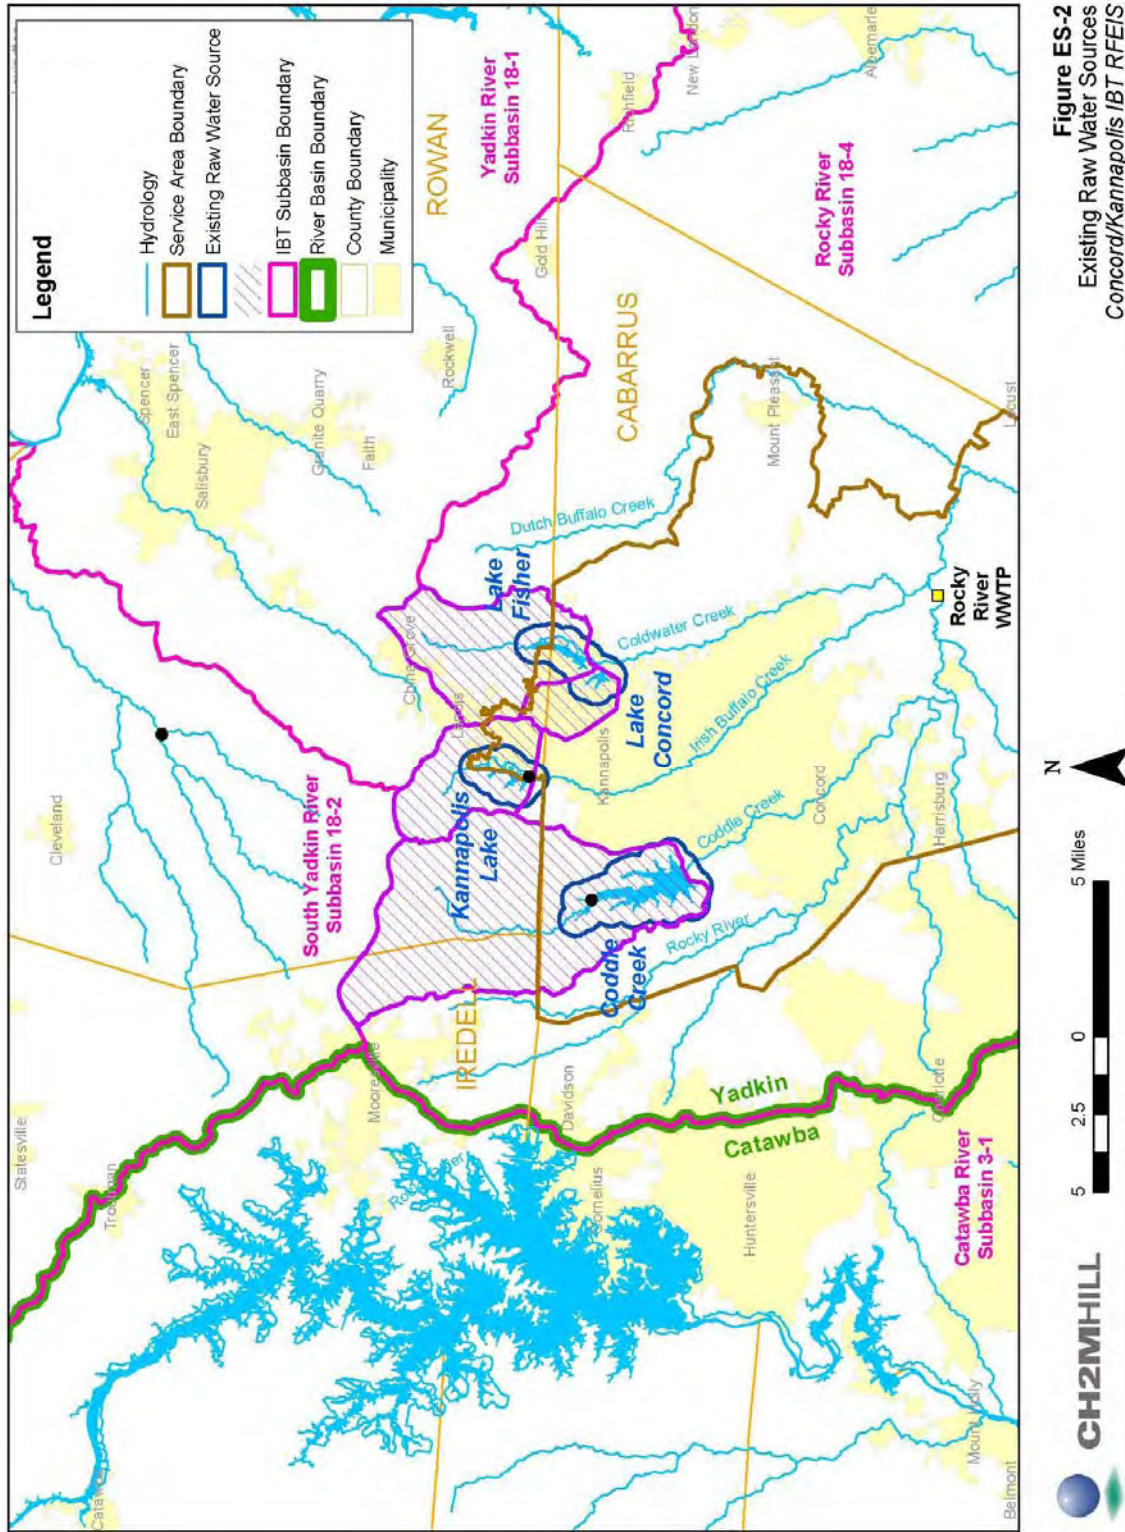 Legend
Hydrology
Service Area Boundary
Existing Raw Water Source
IBT Subbasin Boundary
River Basin Boundary
County Boundary
Municipality
Statesville
Troutman
Catawba
Cleveland
Spencer
East Spencer
Salisbury
Granite Quarry
Faith
Rockwell
South Yadkin River
Subbasin 18-2
ROWAN
Yadkin River
Subbasin 18-1
Mooresville
IREDELL
China Grove
Landis
Kannapolis
Lake
Lake
Fisher
Gold Hill
Richfield
New London
Davidson
Cornelius
Coddle
Creek
Rocky River
Kannapolis
Lake
Concord
Dutch Buffalo Creek
Coldwater Creek
Irish Buffalo Creek
CABARRUS
Yadkin
Catawba
Huntersville
Coddle Creek
Concord
Mount Pleasant
Rocky River
Subbasin 18-4
Albemarle
Catawba River
Subbasin 3-1
Charlotte
Harrisburg
Rocky
River
WWTP
Locust
Mount Holly
Belmont
CH2MHILL
5
2.5
0
5 Miles
N
Figure ES-2
Existing Raw Water Sources
Concord/Kannapolis IBT RFEIS